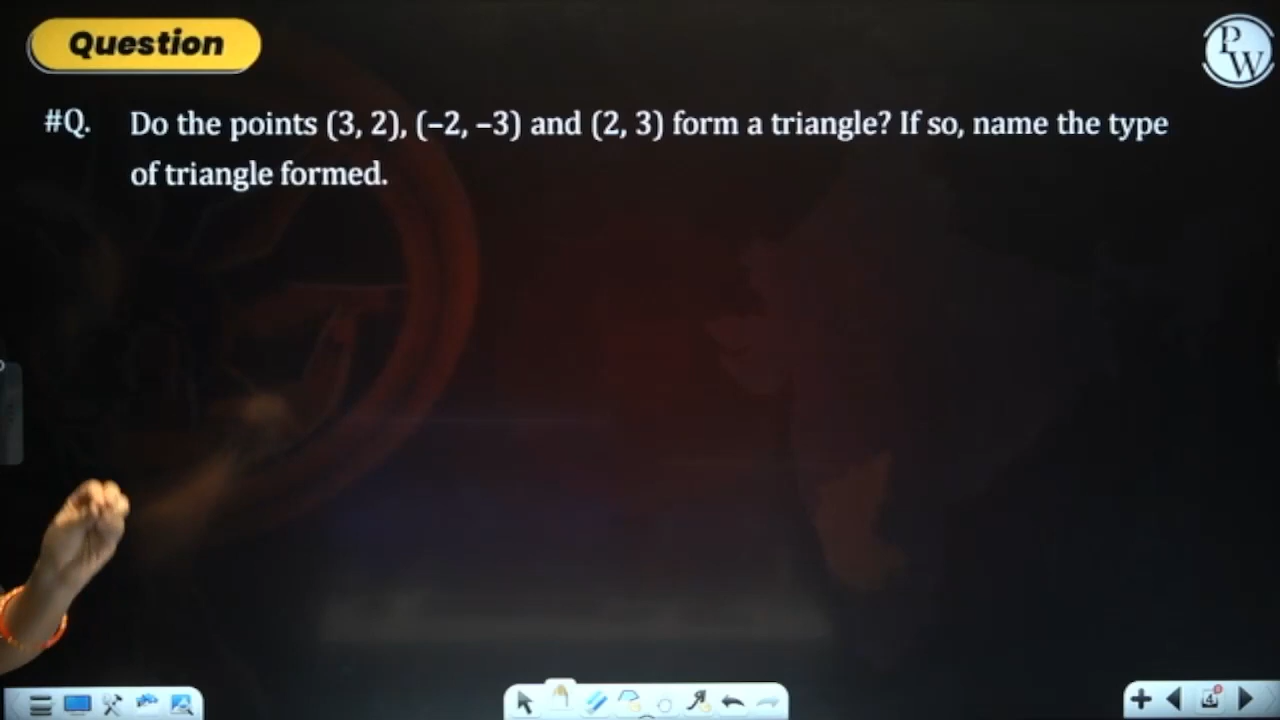 Question
PW
#Q. Do the points (3, 2), (–2, –3) and (2, 3) form a triangle? If so, name the type
of triangle formed.